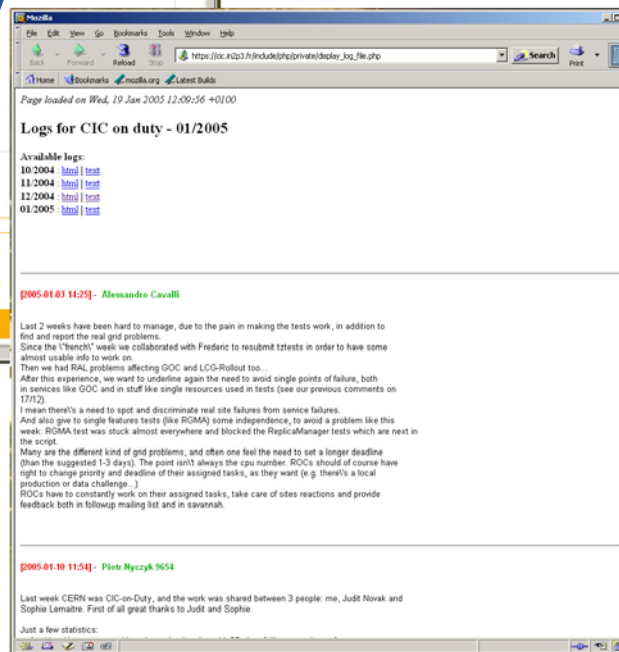 Mozilla
File Edit View Go Bookmarks Tools Window Help
Back Forward Reload Stop https://cic.in2p3.fr/include/php/private/display_log_file.php Search Print
Home Bookmarks mozilla.org Latest Builds
Page loaded on Wed, 19 Jan 2005 12:09:56 +0100
Logs for CIC on duty - 01/2005
Available logs:
10/2004 : html | text
11/2004 : html | text
12/2004 : html | text
01/2005 : html | text
[2005-01-03 14:25] - Alessandro Cavalli
Last 2 weeks have been hard to manage, due to the pain in making the tests work, in addition to
find and report the real grid problems.
Since the \"french\" week we collaborated with Frederic to resubmit tztests in order to have some
almost usable info to work on.
Then we had RAL problems affecting GOC and LCG-Rollout too...
After this experience, we want to underline again the need to avoid single points of failure, both
in services like GOC and in stuff like single resources used in tests (see our previous comments on
17/12).
I mean there\'s a need to spot and discriminate real site failures from service failures.
And also give to single features tests (like RGMA) some independence, to avoid a problem like this
week: RGMA test was stuck almost everywhere and blocked the ReplicaManager tests which are next in
the script.
Many are the different kind of grid problems, and often one feel the need to set a longer deadline
(than the suggested 1-3 days). The point isn\'t always the cpu number. ROCs should of course have
right to change priority and deadline of their assigned tasks, as they want (e.g. there\'s a local
production or data challenge...)
ROCs have to constantly work on their assigned tasks, take care of sites reactions and provide
feedback both in followup mailing list and in savannah.
[2005-01-10 11:54] - Piotr Nyczyk 9654
Last week CERN was CIC-on-Duty, and the work was shared between 3 people: me, Judit Novak and
Sophie Lemaitre. First of all great thanks to Judit and Sophie.
Just a few statistics: